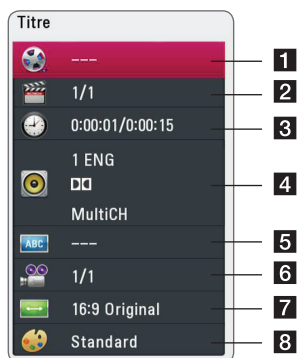 Titre
---
1
1/1
2
0:00:01/0:00:15
3
1 ENG
MultiCH
4
ABC
---
5
1/1
6
16:9 Original
7
Standard
8